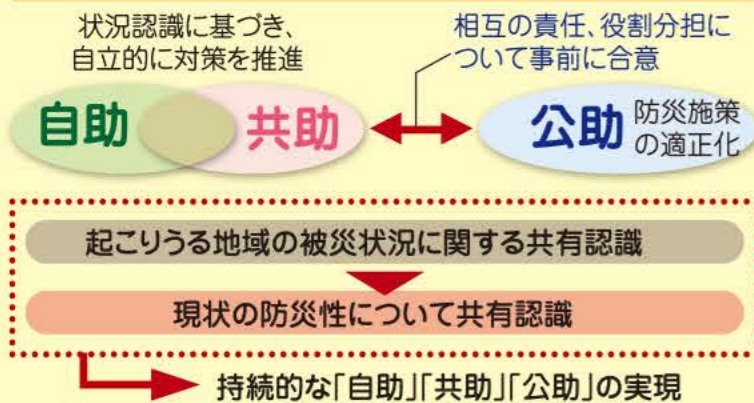 状況認識に基づき、
自立的に対策を推進
相互の責任、役割分担に
ついて事前に合意
自助
共助
公助
防災施策
の適正化
起こりうる地域の被災状況に関する共有認識
現状の防災性について共有認識
持続的な「自助」「共助」「公助」の実現